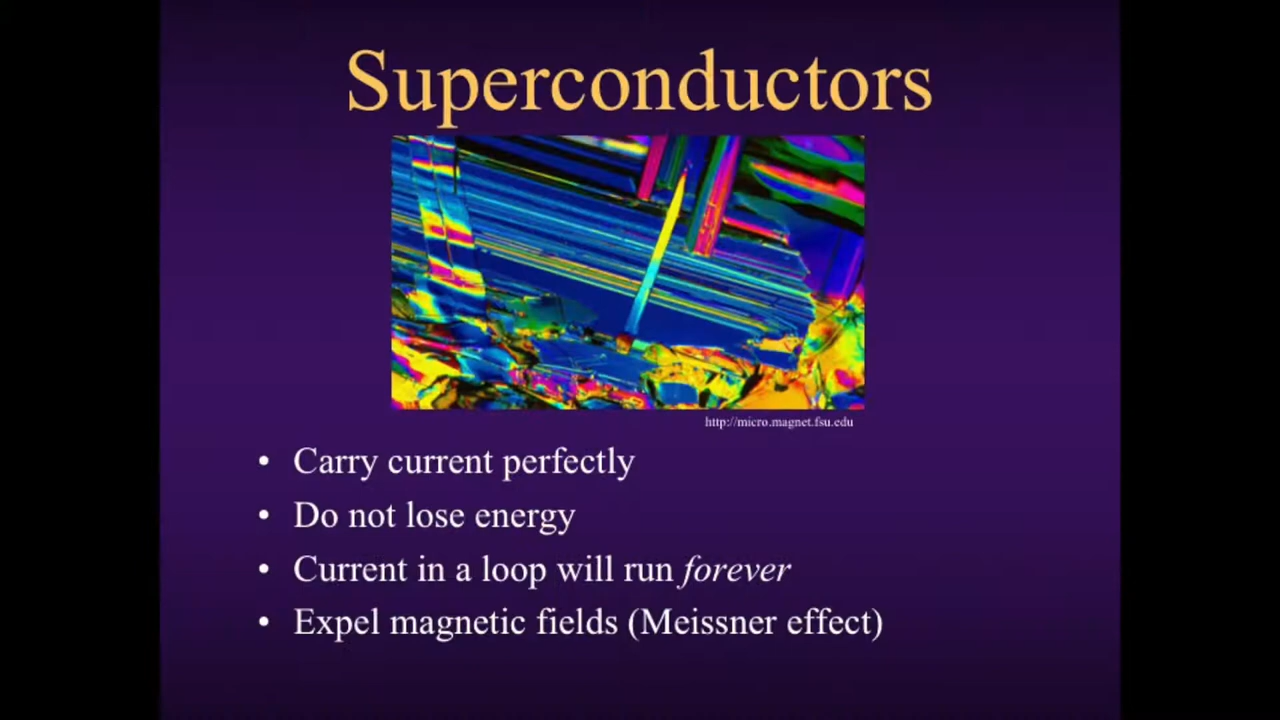 Superconductors
http://micro.magnet.fsu.edu
• Carry current perfectly
• Do not lose energy
• Current in a loop will run forever
• Expel magnetic fields (Meissner effect)